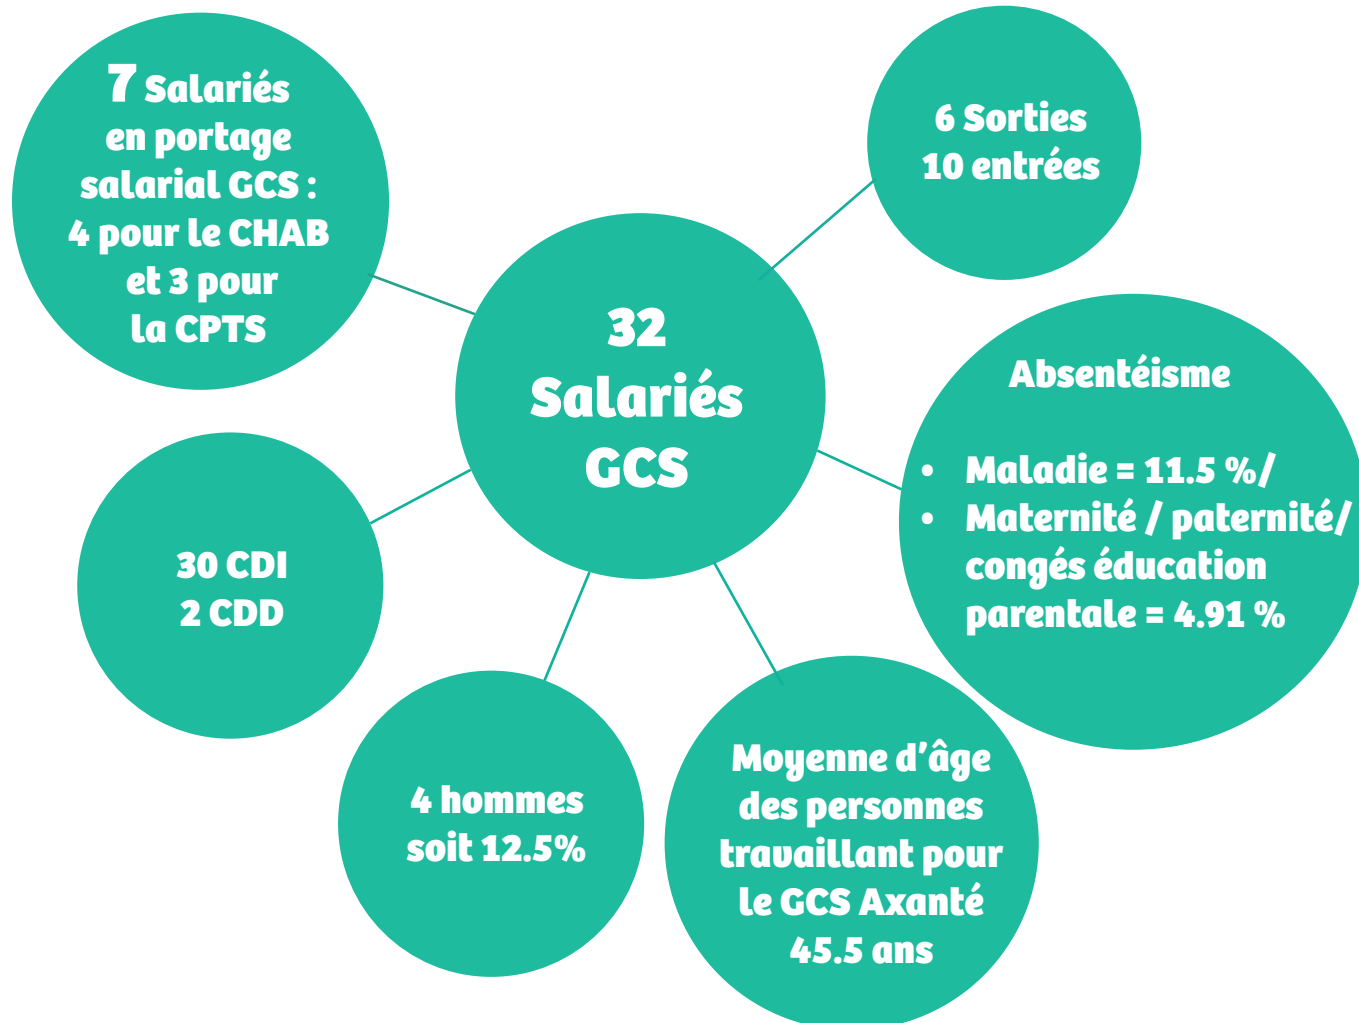 7 Salariés
en portage
salarial GCS :
4 pour le CHAB
et 3 pour
la CPTS
6 Sorties
10 entrées
32
Salariés
GCS
Absentéisme
• Maladie = 11.5 %/
• Maternité / paternité/
congés éducation
parentale = 4.91 %
30 CDI
2 CDD
4 hommes
soit 12.5%
Moyenne d'âge
des personnes
travaillant pour
le GCS Axanté
45.5 ans